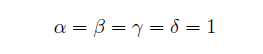 α = β = γ = δ = 1